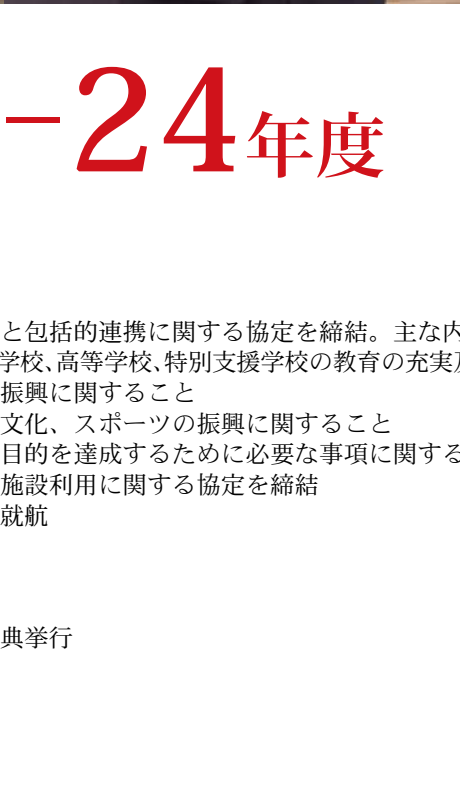 −24年度
と包括的連携に関する協定を締結。主な内
学校、高等学校、特別支援学校の教育の充実及
振興に関すること
文化、スポーツの振興に関すること
目的を達成するために必要な事項に関する
施設利用に関する協定を締結
就航
典挙行